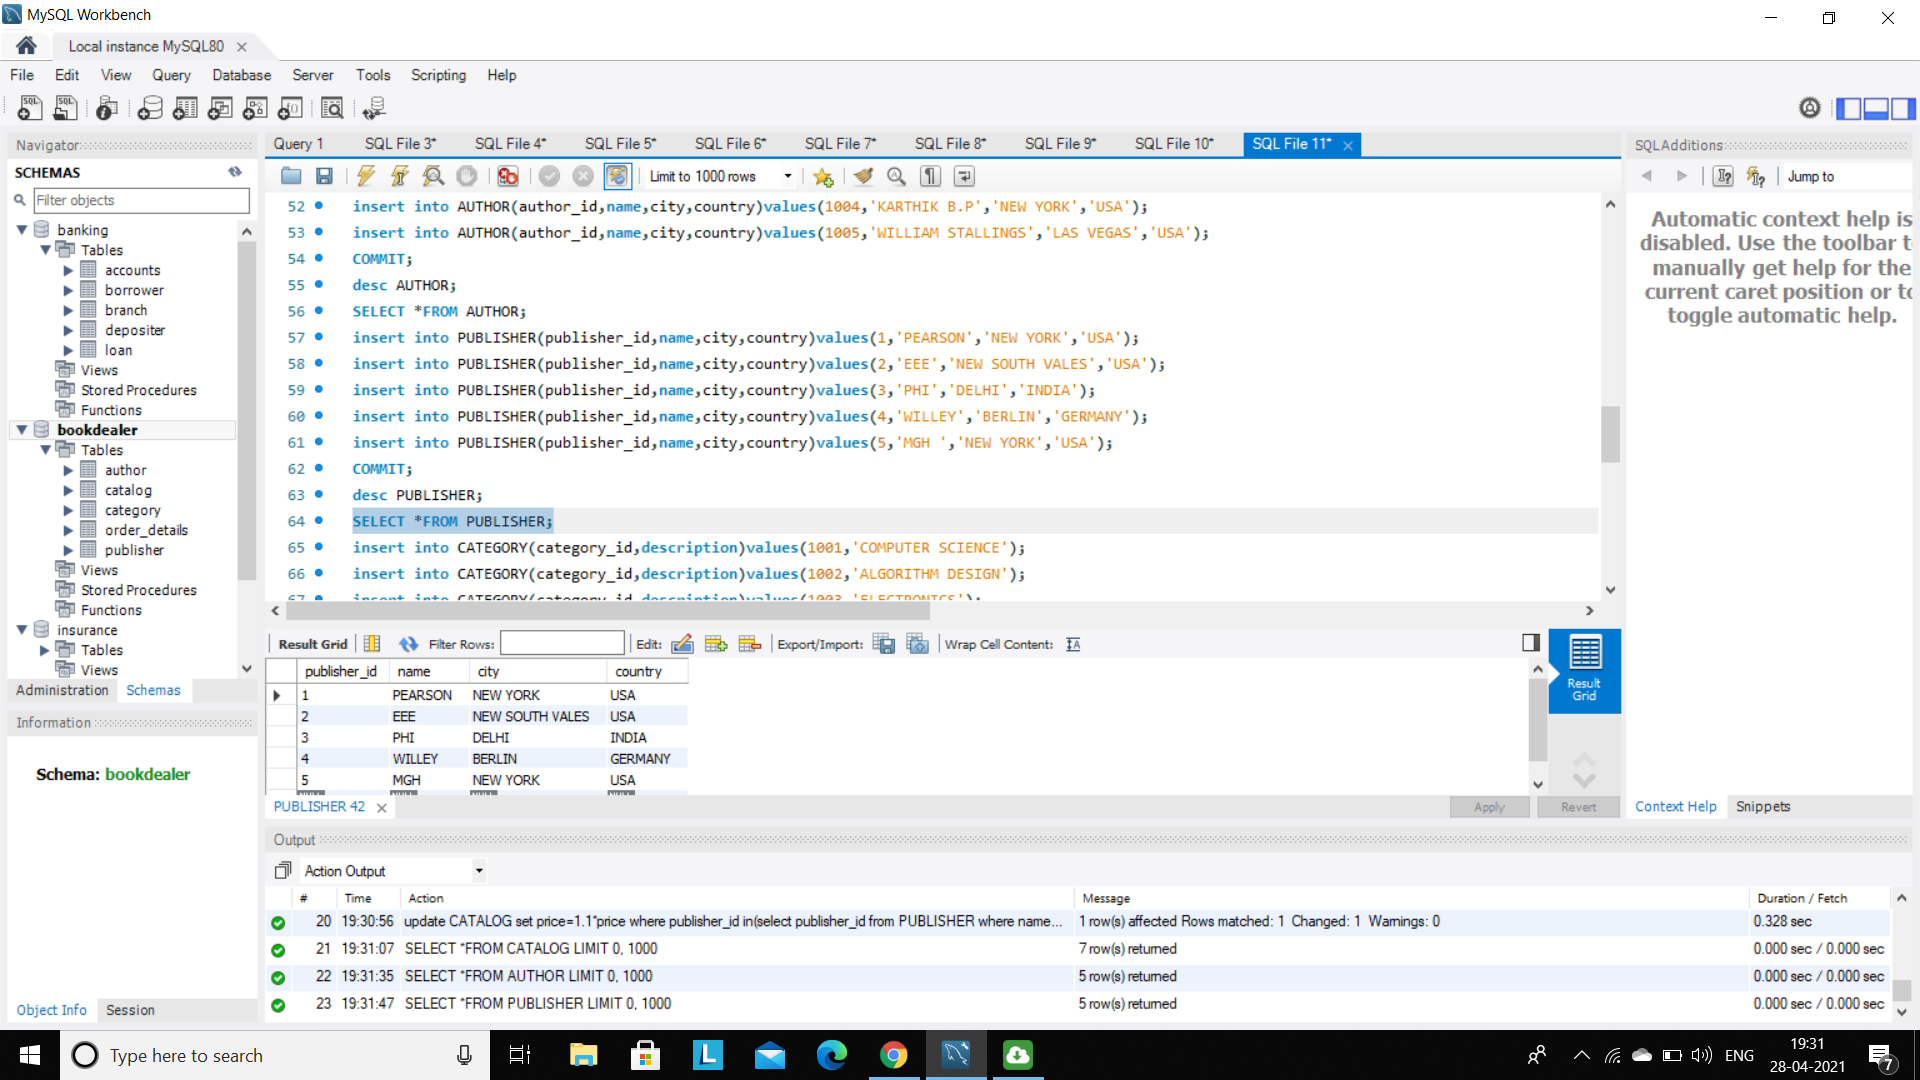 MySQL Workbench
Local instance MySQL80
File Edit View Query Database Server Tools Scripting Help
Navigator
SCHEMAS
Filter objects
banking
Tables
accounts
borrower
branch
depositer
loan
Views
Stored Procedures
Functions
bookdealer
Tables
author
catalog
category
order_details
publisher
Views
Stored Procedures
Functions
insurance
Tables
Views
Administration Schemas
Information
Schema: bookdealer
Object Info Session
Query 1 SQL File 3* SQL File 4* SQL File 5* SQL File 6* SQL File 7* SQL File 8* SQL File 9* SQL File 10* SQL File 11*
Limit to 1000 rows
52 insert into AUTHOR(author_id,name,city,country)values(1004,'KARTHIK B.P','NEW YORK','USA');
53 insert into AUTHOR(author_id,name,city,country)values(1005,'WILLIAM STALLINGS','LAS VEGAS','USA');
54 COMMIT;
55 desc AUTHOR;
56 SELECT *FROM AUTHOR;
57 insert into PUBLISHER(publisher_id,name,city,country)values(1,'PEARSON','NEW YORK','USA');
58 insert into PUBLISHER(publisher_id,name,city,country)values(2,'EEE','NEW SOUTH VALES','USA');
59 insert into PUBLISHER(publisher_id,name,city,country)values(3,'PHI','DELHI','INDIA');
60 insert into PUBLISHER(publisher_id,name,city,country)values(4,'WILLEY','BERLIN','GERMANY');
61 insert into PUBLISHER(publisher_id,name,city,country)values(5,'MGH ','NEW YORK','USA');
62 COMMIT;
63 desc PUBLISHER;
64 SELECT *FROM PUBLISHER;
65 insert into CATEGORY(category_id,description)values(1001,'COMPUTER SCIENCE');
66 insert into CATEGORY(category_id,description)values(1002,'ALGORITHM DESIGN');
67 insert into CATEGORY(category_id,description)values(1003,'ELECTRONICS');
Result Grid Filter Rows: Edit: Export/Import: Wrap Cell Content:
publisher_id name city country
1 PEARSON NEW YORK USA
2 EEE NEW SOUTH VALES USA
3 PHI DELHI INDIA
4 WILLEY BERLIN GERMANY
5 MGH NEW YORK USA
NULL NULL NULL NULL
Result
Grid
PUBLISHER 42
Apply Revert
SQLAdditions
Jump to
Automatic context help is
disabled. Use the toolbar t
manually get help for the
current caret position or to
toggle automatic help.
Context Help Snippets
Output
Action Output
# Time Action Message Duration / Fetch
20 19:30:56 update CATALOG set price=1.1*price where publisher_id in(select publisher_id from PUBLISHER where name... 1 row(s) affected Rows matched: 1 Changed: 1 Warnings: 0 0.328 sec
21 19:31:07 SELECT *FROM CATALOG LIMIT 0, 1000 7 row(s) returned 0.000 sec / 0.000 sec
22 19:31:35 SELECT *FROM AUTHOR LIMIT 0, 1000 5 row(s) returned 0.000 sec / 0.000 sec
23 19:31:47 SELECT *FROM PUBLISHER LIMIT 0, 1000 5 row(s) returned 0.000 sec / 0.000 sec
Type here to search
L
ENG
19:31
28-04-2021
7